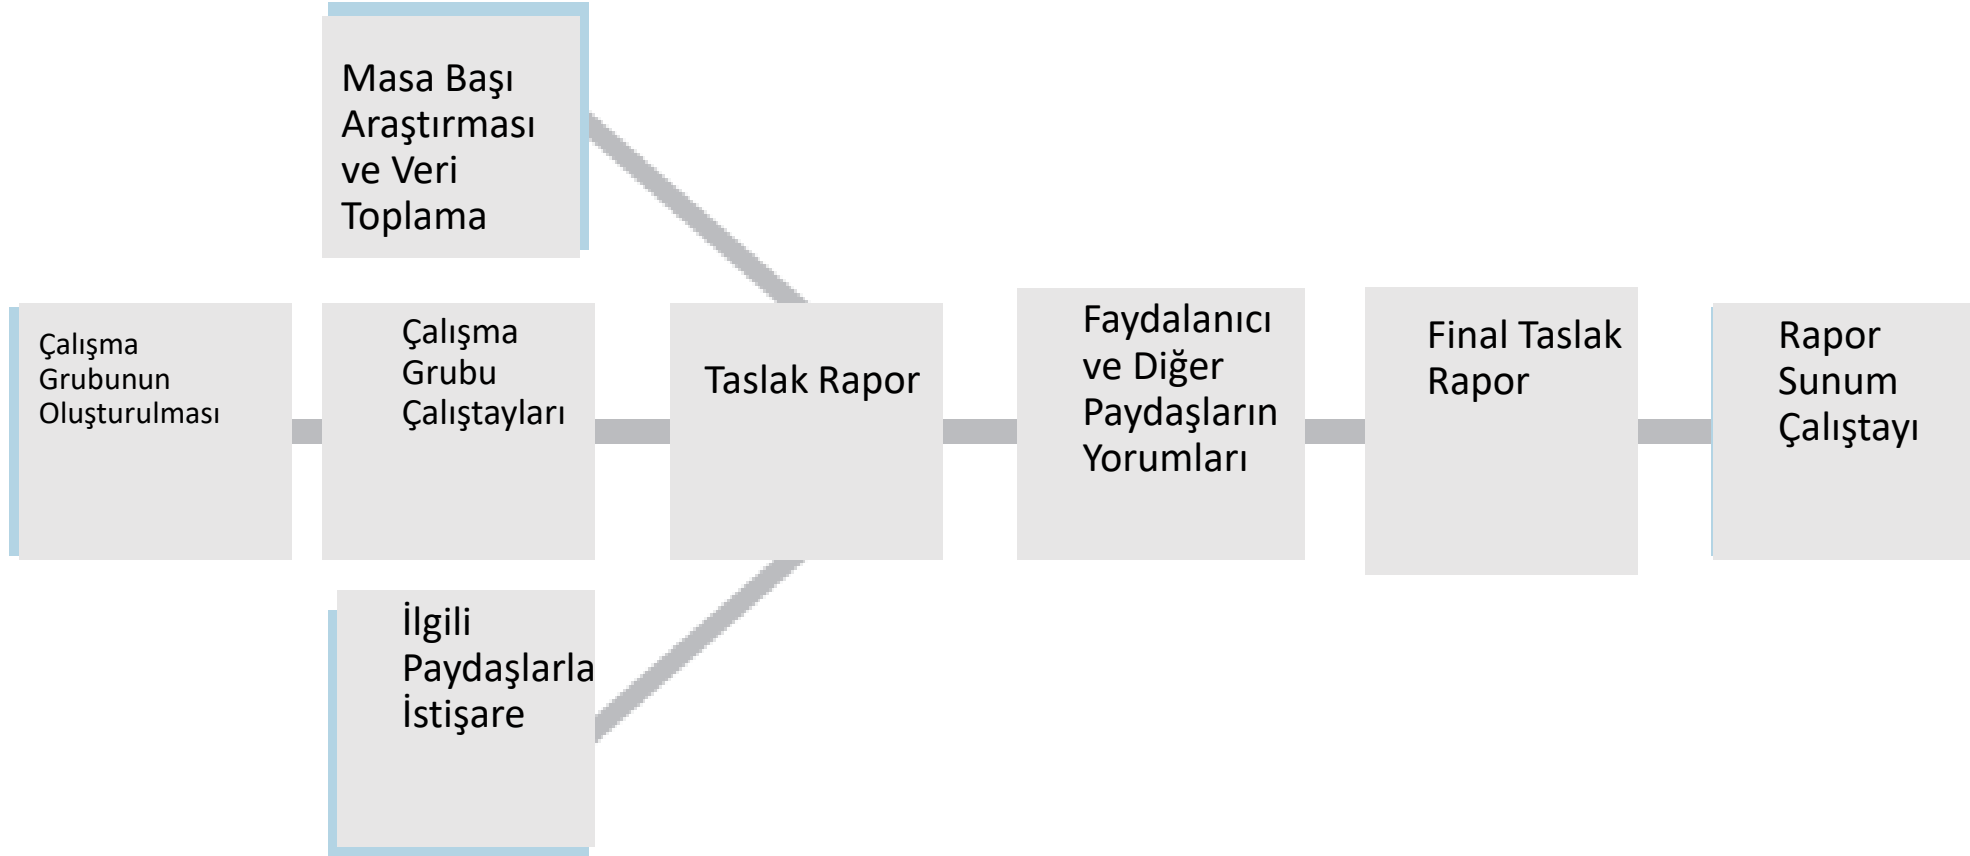 Masa Başı
Araştırması
ve Veri
Toplama
Çalışma
Grubunun
Oluşturulması
Çalışma
Grubu
Çalıştayları
Taslak Rapor
Faydalanıcı
ve Diğer
Paydaşların
Yorumları
Final Taslak
Rapor
Rapor
Sunum
Çalıştayı
İlgili
Paydaşlarla
İstişare